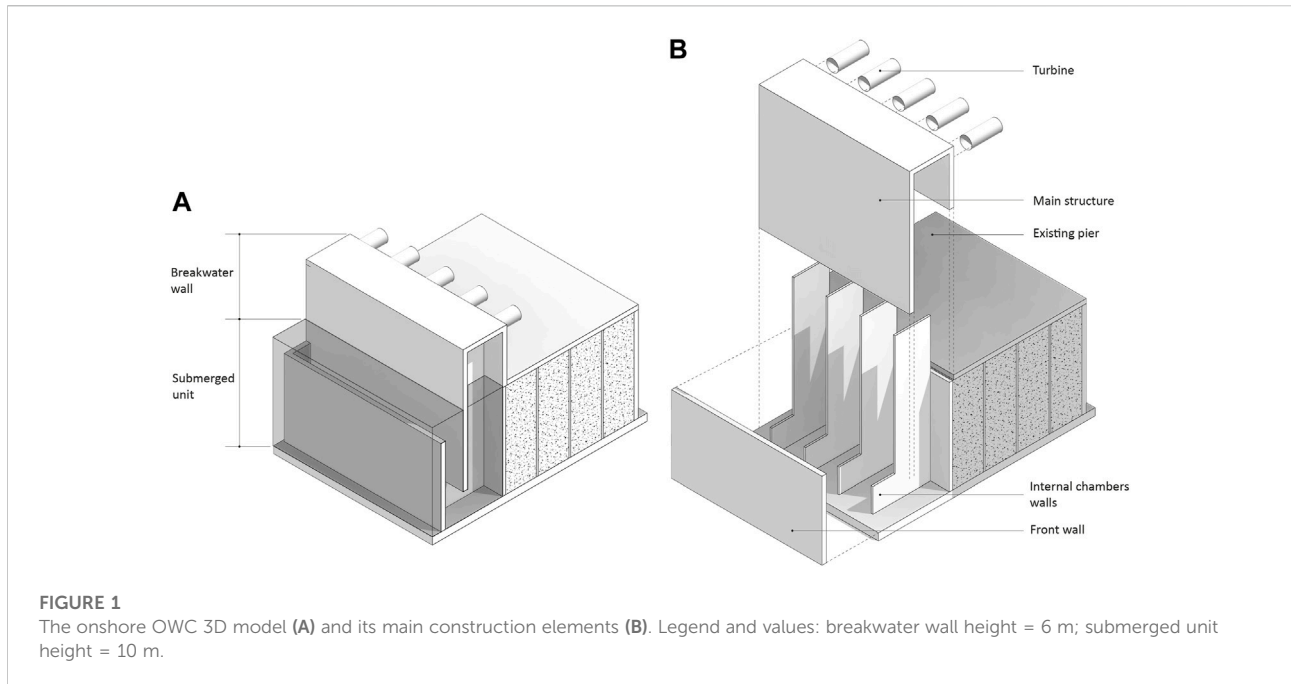 A
Breakwater
wall
Submerged
unit
B
Turbine
Main structure
Existing pier
Internal chambers
walls
Front wall
FIGURE 1
The onshore OWC 3D model (A) and its main construction elements (B). Legend and values: breakwater wall height = 6 m; submerged unit
height = 10 m.